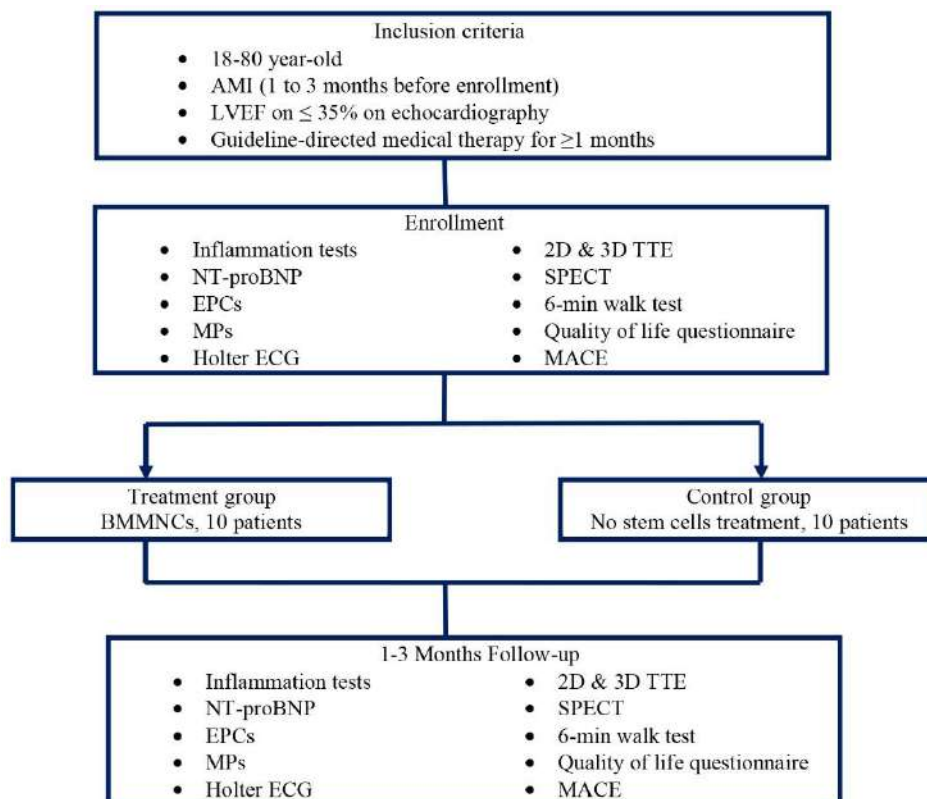 Inclusion criteria
• 18-80 year-old
• AMI (1 to 3 months before enrollment)
• LVEF on ≤ 35% on echocardiography
• Guideline-directed medical therapy for ≥1 months
Enrollment
• Inflammation tests
• NT-proBNP
• EPCs
• MPs
• Holter ECG
• 2D & 3D TTE
• SPECT
• 6-min walk test
• Quality of life questionnaire
• MACE
Treatment group
BMMNCs, 10 patients
Control group
No stem cells treatment, 10 patients
1-3 Months Follow-up
• Inflammation tests
• NT-proBNP
• EPCs
• MPs
• Holter ECG
• 2D & 3D TTE
• SPECT
• 6-min walk test
• Quality of life questionnaire
• MACE